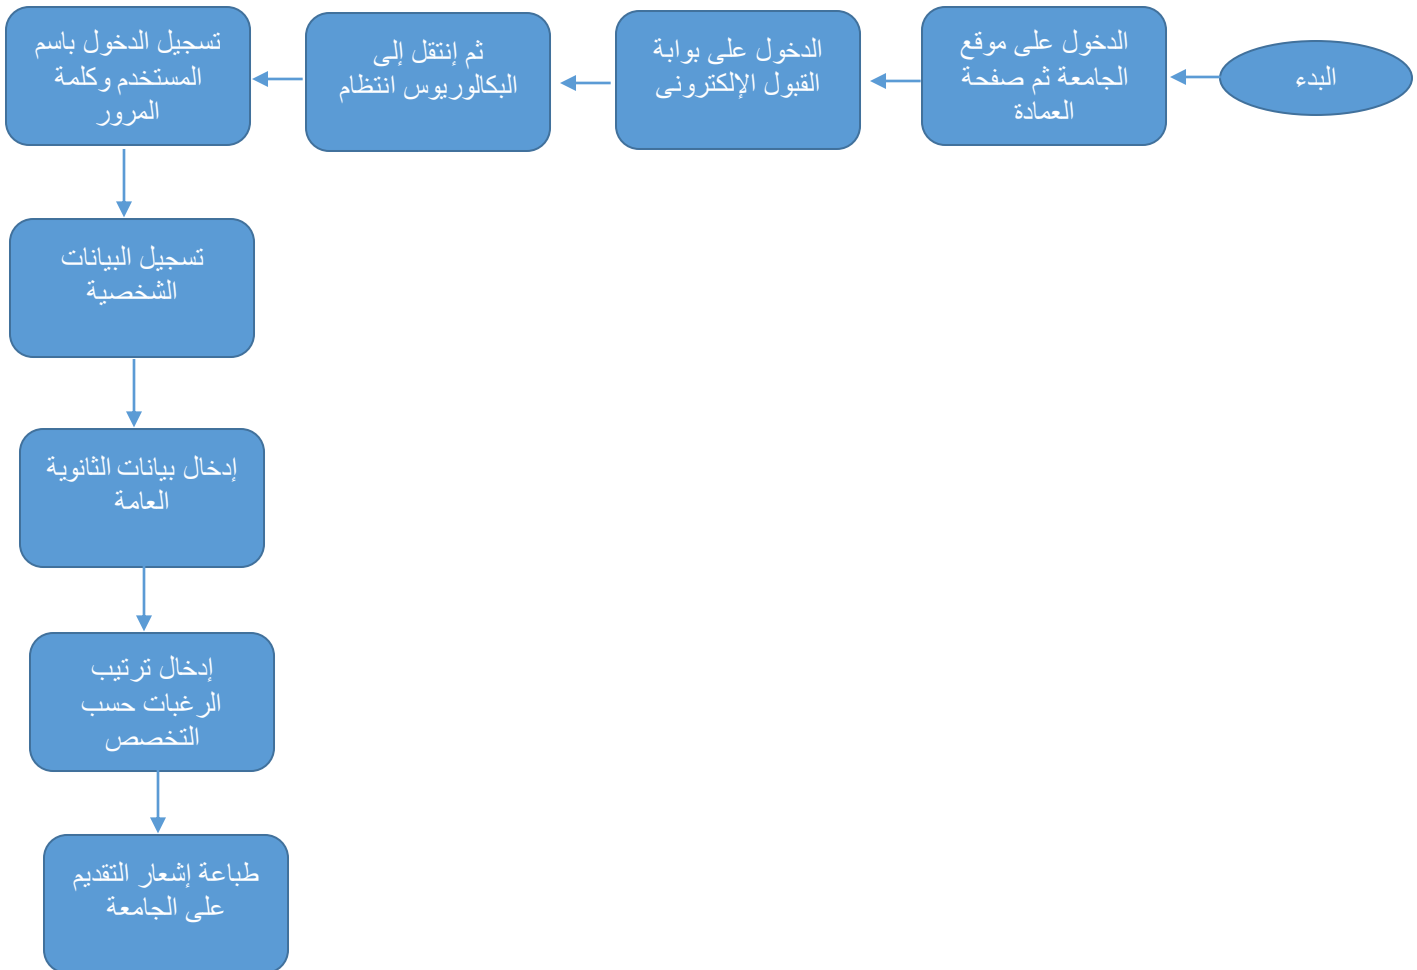 البدء
الدخول على موقع
الجامعة ثم صفحة
العمادة
الدخول على بوابة
القبول الإلكترونى
ثم إنتقل إلى
البكالوريوس انتظام
تسجيل الدخول باسم
المستخدم وكلمة
المرور
تسجيل البيانات
الشخصية
إدخال بيانات الثانوية
العامة
إدخال ترتيب
الرغبات حسب
التخصص
طباعة إشعار التقديم
على الجامعة